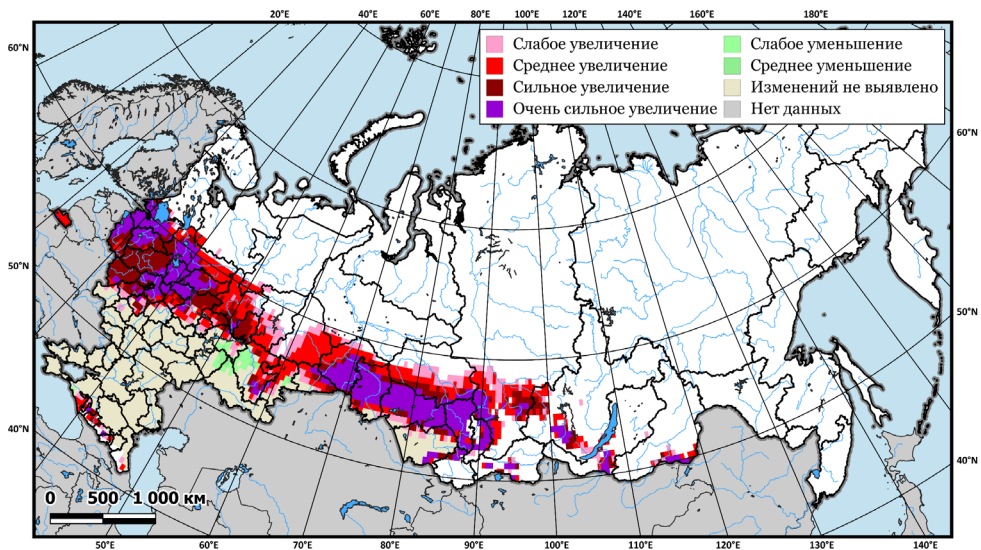 20°E 40°E 60°E 80°E 100°E 120°E 140°E 160°E 180°E
60°N
Слабое увеличение
Среднее увеличение
Сильное увеличение
Очень сильное увеличение
Слабое уменьшение
Среднее уменьшение
Изменений не выявлено
Нет данных
60°N
50°N
50°N
40°N
40°N
0 500 1 000 км
50°E 60°E 70°E 80°E 90°E 100°E 110°E 120°E 130°E 140°E